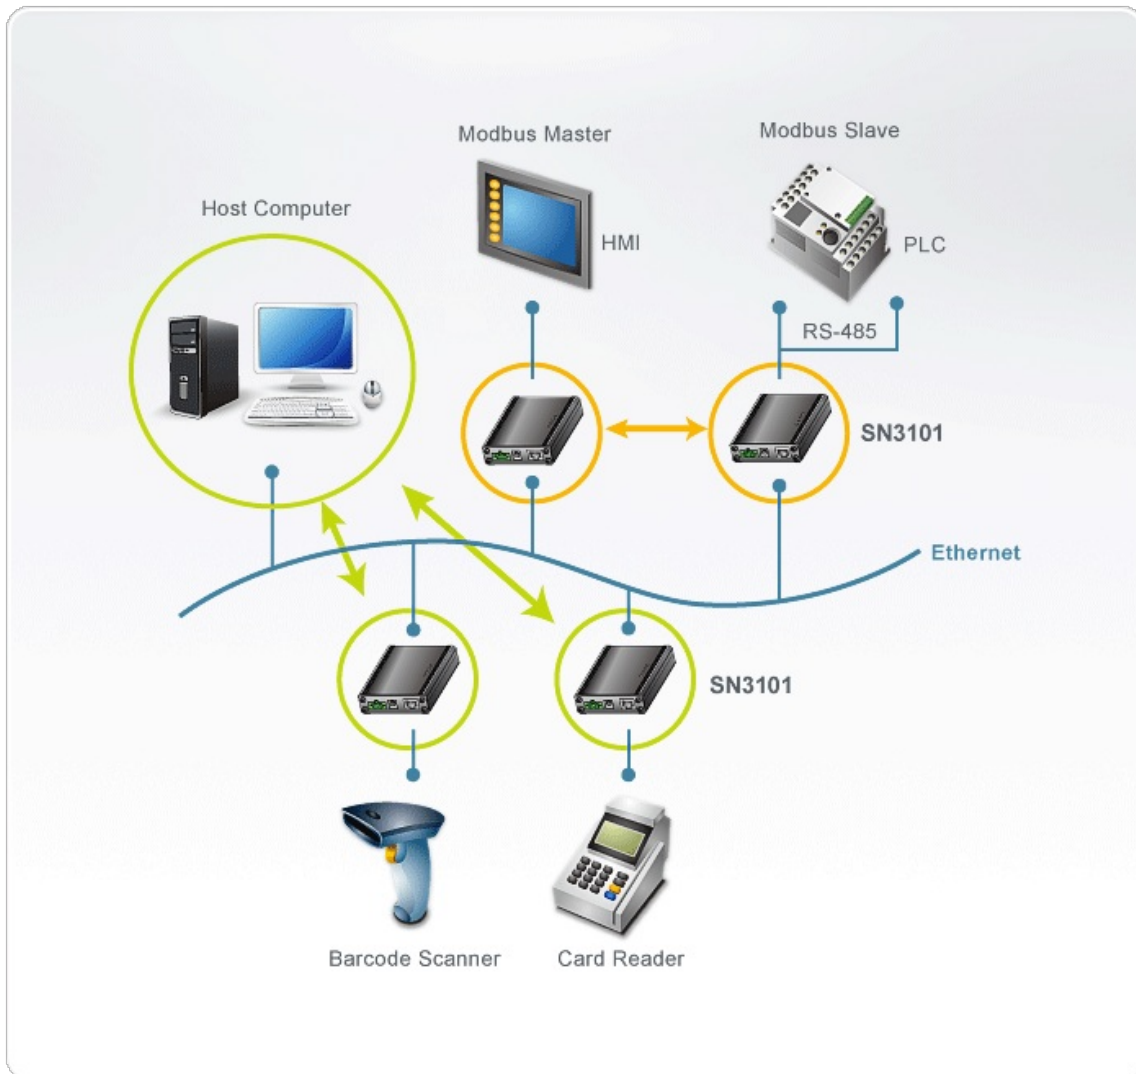 Modbus Master
Modbus Slave
Host Computer
HMI
PLC
RS-485
SN3101
Ethernet
SN3101
Barcode Scanner
Card Reader